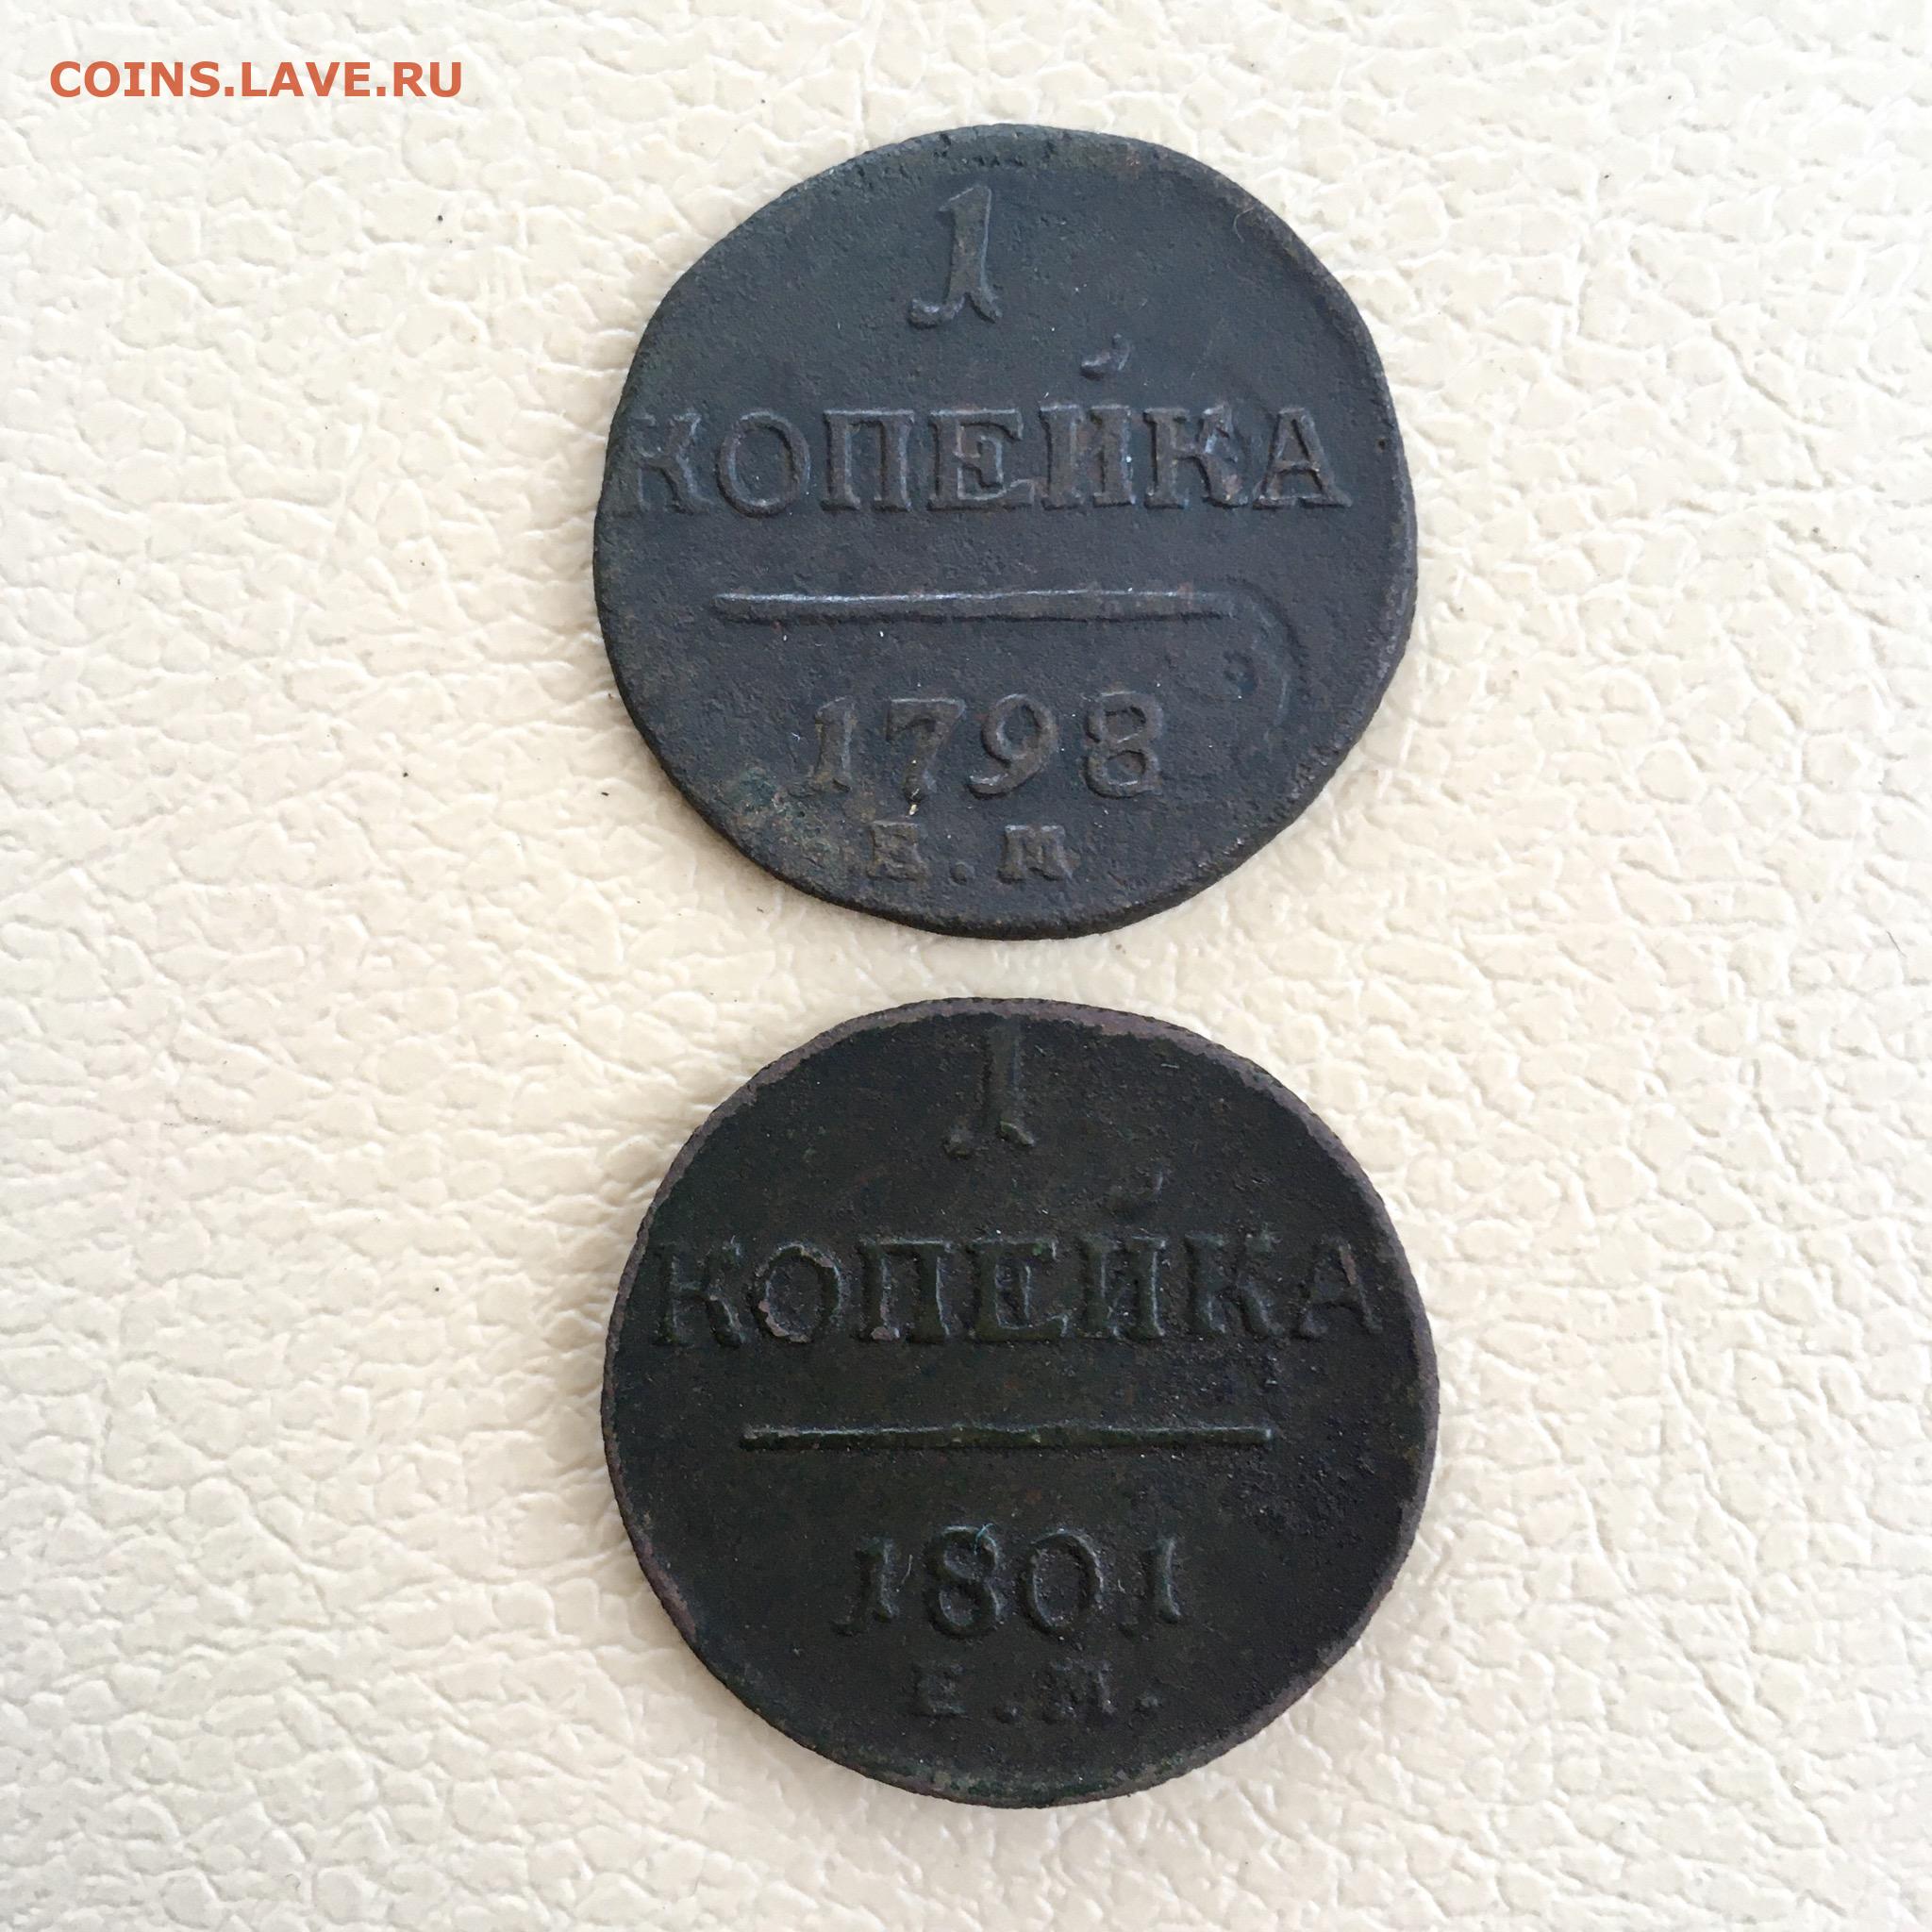 COINS.LAVE.RU
1
КОПЕЙКА
1798
Е.М
1
КОПЕЙКА
1801
Е.М.